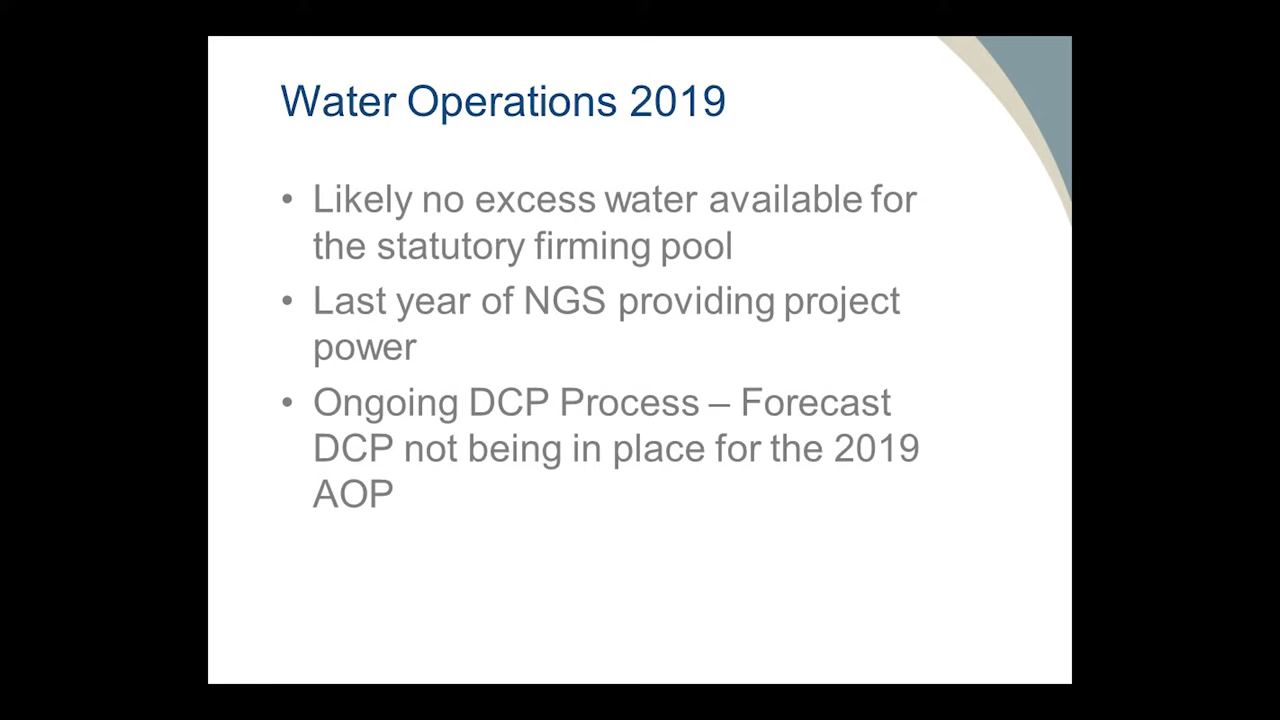 Water Operations 2019
• Likely no excess water available for
the statutory firming pool
• Last year of NGS providing project
power
• Ongoing DCP Process – Forecast
DCP not being in place for the 2019
AOP